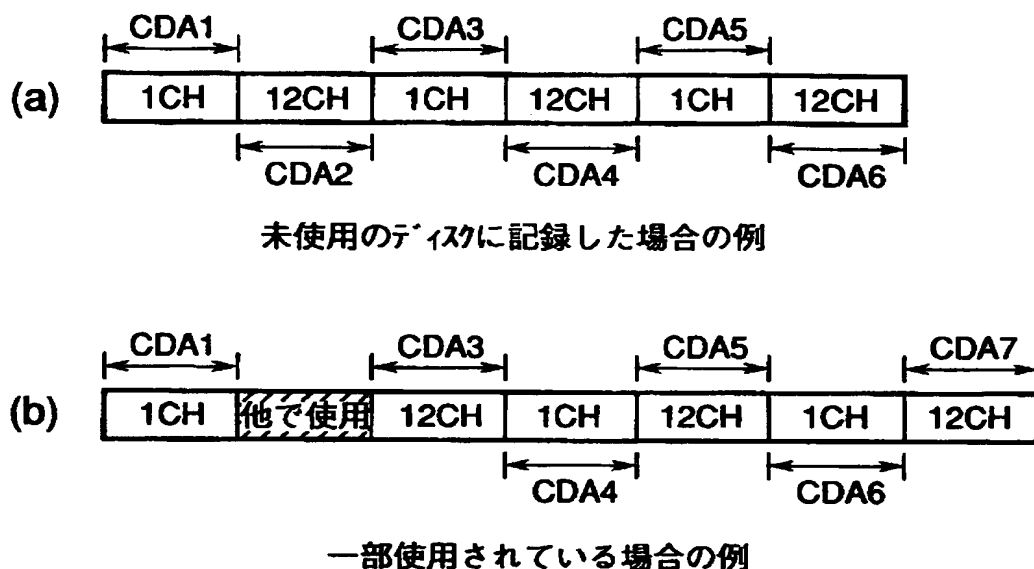 CDA1 CDA3 CDA5
(a) 1CH 12CH 1CH 12CH 1CH 12CH
CDA2 CDA4 CDA6
未使用のディスクに記録した場合の例
CDA1 CDA3 CDA5 CDA7
(b) 1CH 他で使用 12CH 1CH 12CH 1CH 12CH
CDA4 CDA6
一部使用されている場合の例